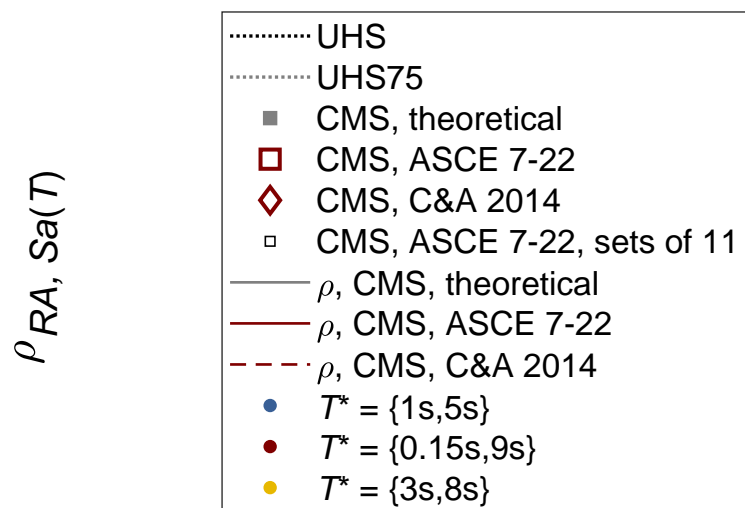 ρ RA, Sa(T)
UHS
UHS75
CMS, theoretical
CMS, ASCE 7-22
CMS, C&A 2014
CMS, ASCE 7-22, sets of 11
ρ, CMS, theoretical
ρ, CMS, ASCE 7-22
ρ, CMS, C&A 2014
T* = {1s,5s}
T* = {0.15s,9s}
T* = {3s,8s}